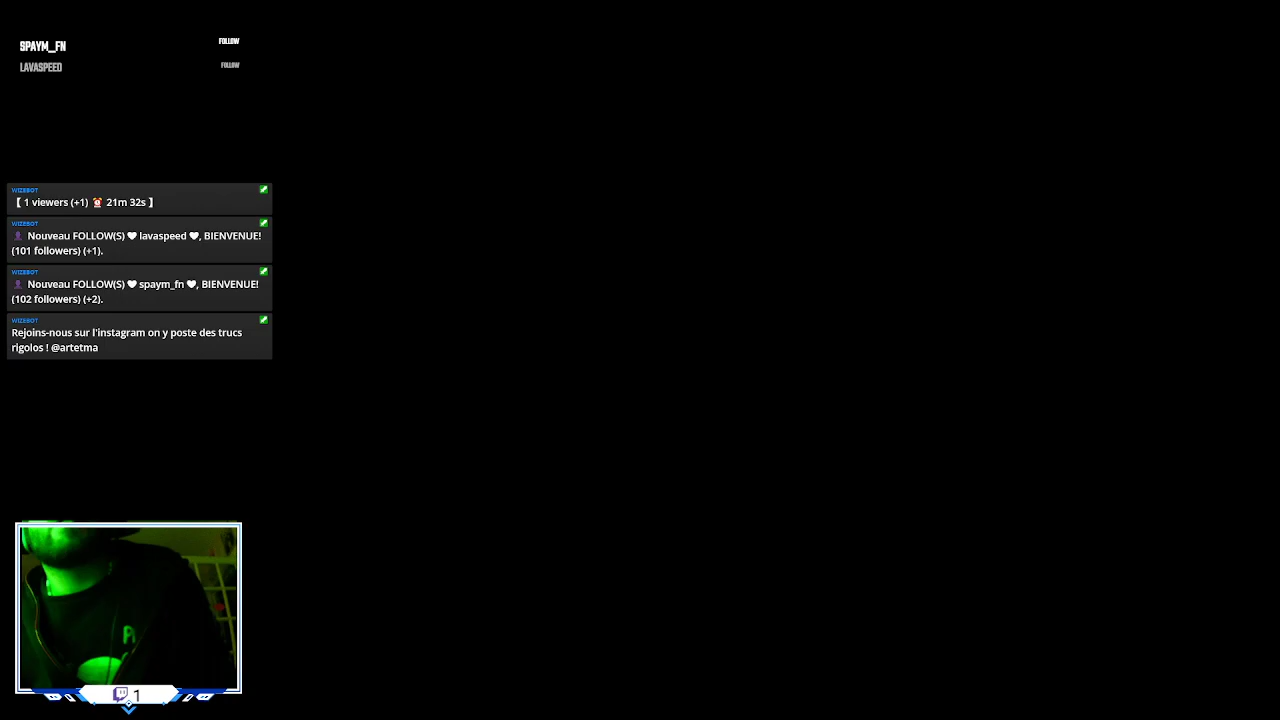 SPAYM_FN FOLLOW
LAVASPEED FOLLOW
WIZEBOT
【 1 viewers (+1) ⏰ 21m 32s 】
WIZEBOT
👤 Nouveau FOLLOW(S) ♥ lavaspeed ♥, BIENVENUE!
(101 followers) (+1).
WIZEBOT
👤 Nouveau FOLLOW(S) ♥ spaym_fn ♥, BIENVENUE!
(102 followers) (+2).
WIZEBOT
Rejoins-nous sur l'instagram on y poste des trucs
rigolos ! @artetma
1